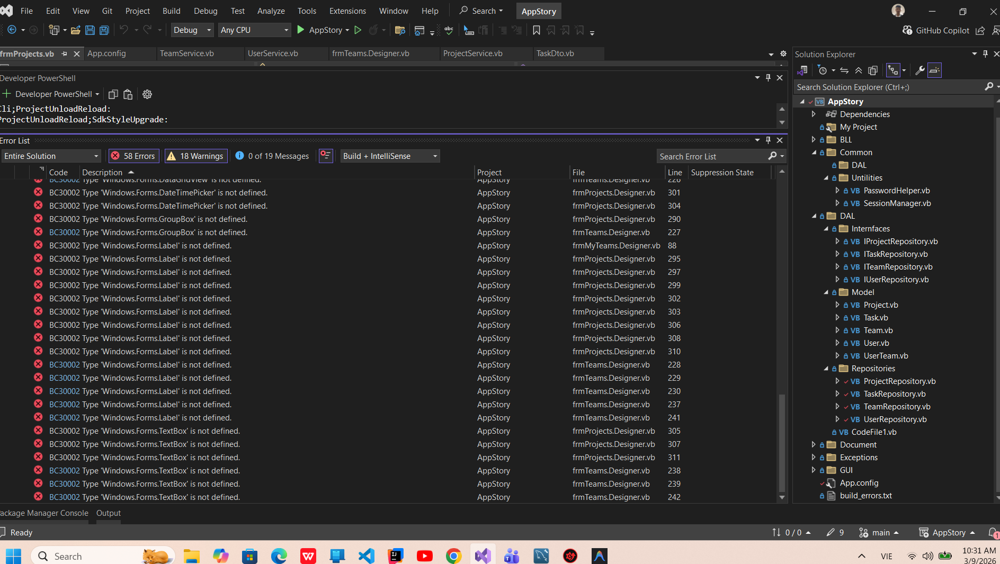 File Edit View Git Project Build Debug Test Analyze Tools Extensions Window Help Search AppStory
Debug Any CPU AppStory abc GitHub Copilot
frmProjects.vb App.config TeamService.vb UserService.vb frmTeams.Designer.vb ProjectService.vb TaskDto.vb
Developer PowerShell
Developer PowerShell
Cli;ProjectUnloadReload:
ProjectUnloadReload;SdkStyleUpgrade:
Error List
Entire Solution 58 Errors 18 Warnings 0 of 19 Messages Build + IntelliSense Search Error List
Code Description Project File Line Suppression State
BC30002 Type 'Windows.Forms.DataGridView' is not defined. AppStory frmTeams.Designer.vb 226
BC30002 Type 'Windows.Forms.DateTimePicker' is not defined. AppStory frmProjects.Designer.vb 301
BC30002 Type 'Windows.Forms.DateTimePicker' is not defined. AppStory frmProjects.Designer.vb 304
BC30002 Type 'Windows.Forms.GroupBox' is not defined. AppStory frmProjects.Designer.vb 290
BC30002 Type 'Windows.Forms.GroupBox' is not defined. AppStory frmTeams.Designer.vb 227
BC30002 Type 'Windows.Forms.Label' is not defined. AppStory frmMyTeams.Designer.vb 88
BC30002 Type 'Windows.Forms.Label' is not defined. AppStory frmProjects.Designer.vb 295
BC30002 Type 'Windows.Forms.Label' is not defined. AppStory frmProjects.Designer.vb 297
BC30002 Type 'Windows.Forms.Label' is not defined. AppStory frmProjects.Designer.vb 299
BC30002 Type 'Windows.Forms.Label' is not defined. AppStory frmProjects.Designer.vb 302
BC30002 Type 'Windows.Forms.Label' is not defined. AppStory frmProjects.Designer.vb 303
BC30002 Type 'Windows.Forms.Label' is not defined. AppStory frmProjects.Designer.vb 306
BC30002 Type 'Windows.Forms.Label' is not defined. AppStory frmProjects.Designer.vb 308
BC30002 Type 'Windows.Forms.Label' is not defined. AppStory frmProjects.Designer.vb 310
BC30002 Type 'Windows.Forms.Label' is not defined. AppStory frmTeams.Designer.vb 228
BC30002 Type 'Windows.Forms.Label' is not defined. AppStory frmTeams.Designer.vb 229
BC30002 Type 'Windows.Forms.Label' is not defined. AppStory frmTeams.Designer.vb 230
BC30002 Type 'Windows.Forms.Label' is not defined. AppStory frmTeams.Designer.vb 237
BC30002 Type 'Windows.Forms.Label' is not defined. AppStory frmTeams.Designer.vb 241
BC30002 Type 'Windows.Forms.TextBox' is not defined. AppStory frmProjects.Designer.vb 305
BC30002 Type 'Windows.Forms.TextBox' is not defined. AppStory frmProjects.Designer.vb 307
BC30002 Type 'Windows.Forms.TextBox' is not defined. AppStory frmProjects.Designer.vb 311
BC30002 Type 'Windows.Forms.TextBox' is not defined. AppStory frmTeams.Designer.vb 238
BC30002 Type 'Windows.Forms.TextBox' is not defined. AppStory frmTeams.Designer.vb 239
BC30002 Type 'Windows.Forms.TextBox' is not defined. AppStory frmTeams.Designer.vb 242
Package Manager Console Output
Solution Explorer
Search Solution Explorer (Ctrl+;)
VB AppStory
Dependencies
My Project
BLL
Common
DAL
Untilities
VB PasswordHelper.vb
VB SessionManager.vb
DAL
Internfaces
VB IProjectRepository.vb
VB ITaskRepository.vb
VB ITeamRepository.vb
VB IUserRepository.vb
Model
VB Project.vb
VB Task.vb
VB Team.vb
VB User.vb
VB UserTeam.vb
Repositories
VB ProjectRepository.vb
VB TaskRepository.vb
VB TeamRepository.vb
VB UserRepository.vb
VB CodeFile1.vb
Document
Exceptions
GUI
App.config
build_errors.txt
Ready 0 / 0 9 main AppStory 1
Search VIE 10:31 AM
3/9/2026